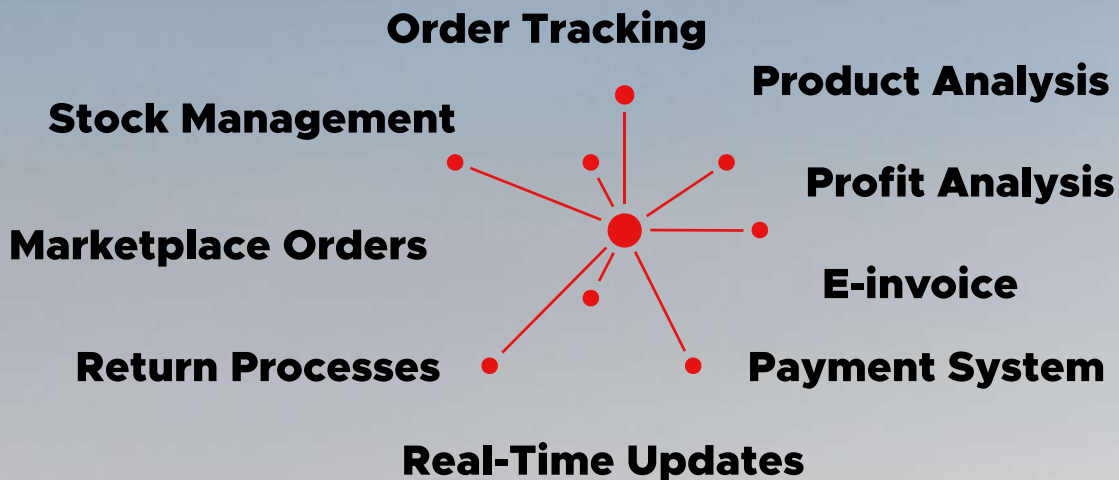 Order Tracking
Product Analysis
Stock Management
Profit Analysis
Marketplace Orders
E-invoice
Return Processes
Payment System
Real-Time Updates